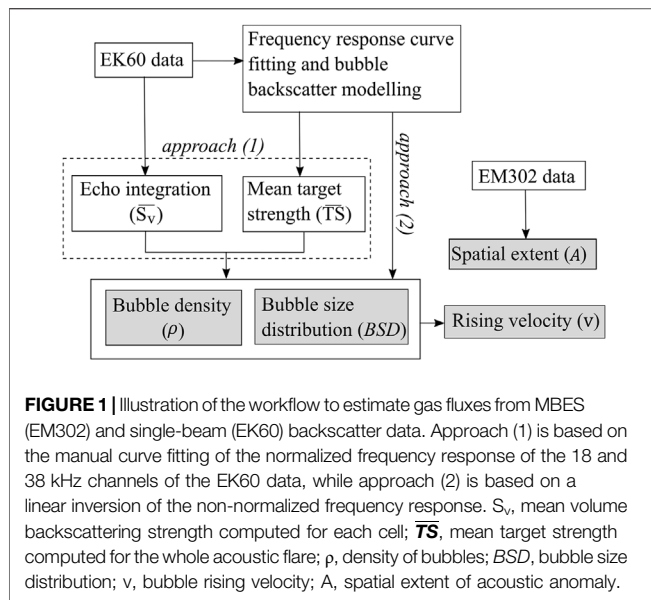 EK60 data
Frequency response curve
fitting and bubble
backscatter modelling
approach (1)
approach (2)
Echo integration
(S̅v̅)
Mean target
strength (T̅S̅)
EM302 data
Spatial extent (A)
Bubble density
(ρ)
Bubble size
distribution (BSD)
Rising velocity (v)
FIGURE 1 | Illustration of the workflow to estimate gas fluxes from MBES
(EM302) and single-beam (EK60) backscatter data. Approach (1) is based on
the manual curve fitting of the normalized frequency response of the 18 and
38 kHz channels of the EK60 data, while approach (2) is based on a
linear inversion of the non-normalized frequency response. Sv, mean volume
backscattering strength computed for each cell; T̅S̅, mean target strength
computed for the whole acoustic flare; ρ, density of bubbles; BSD, bubble size
distribution; v, bubble rising velocity; A, spatial extent of acoustic anomaly.